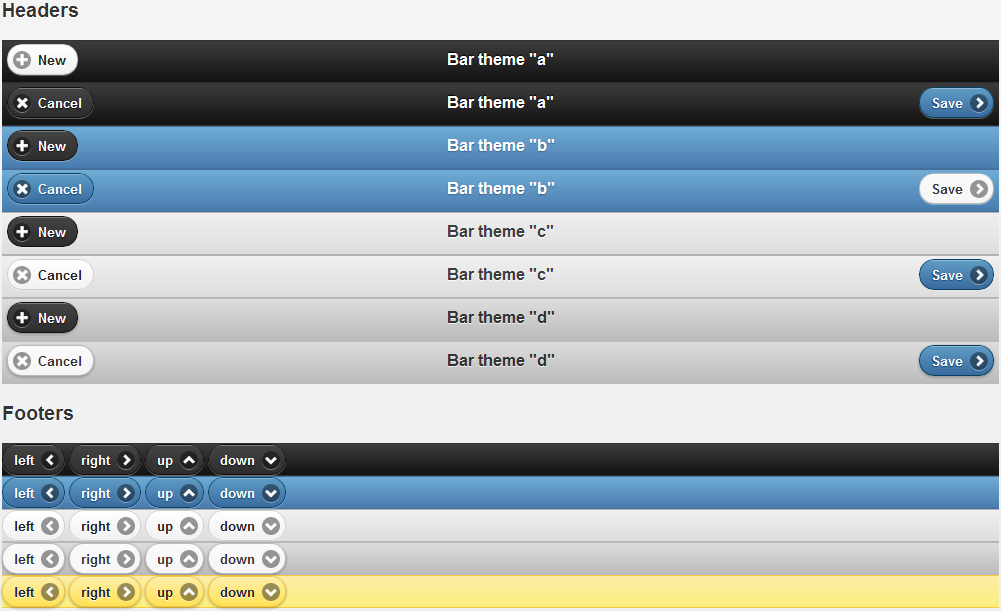 Headers
New Bar theme "a"
Cancel Bar theme "a" Save
New Bar theme "b"
Cancel Bar theme "b" Save
New Bar theme "c"
Cancel Bar theme "c" Save
New Bar theme "d"
Cancel Bar theme "d" Save
Footers
left right up down
left right up down
left right up down
left right up down
left right up down